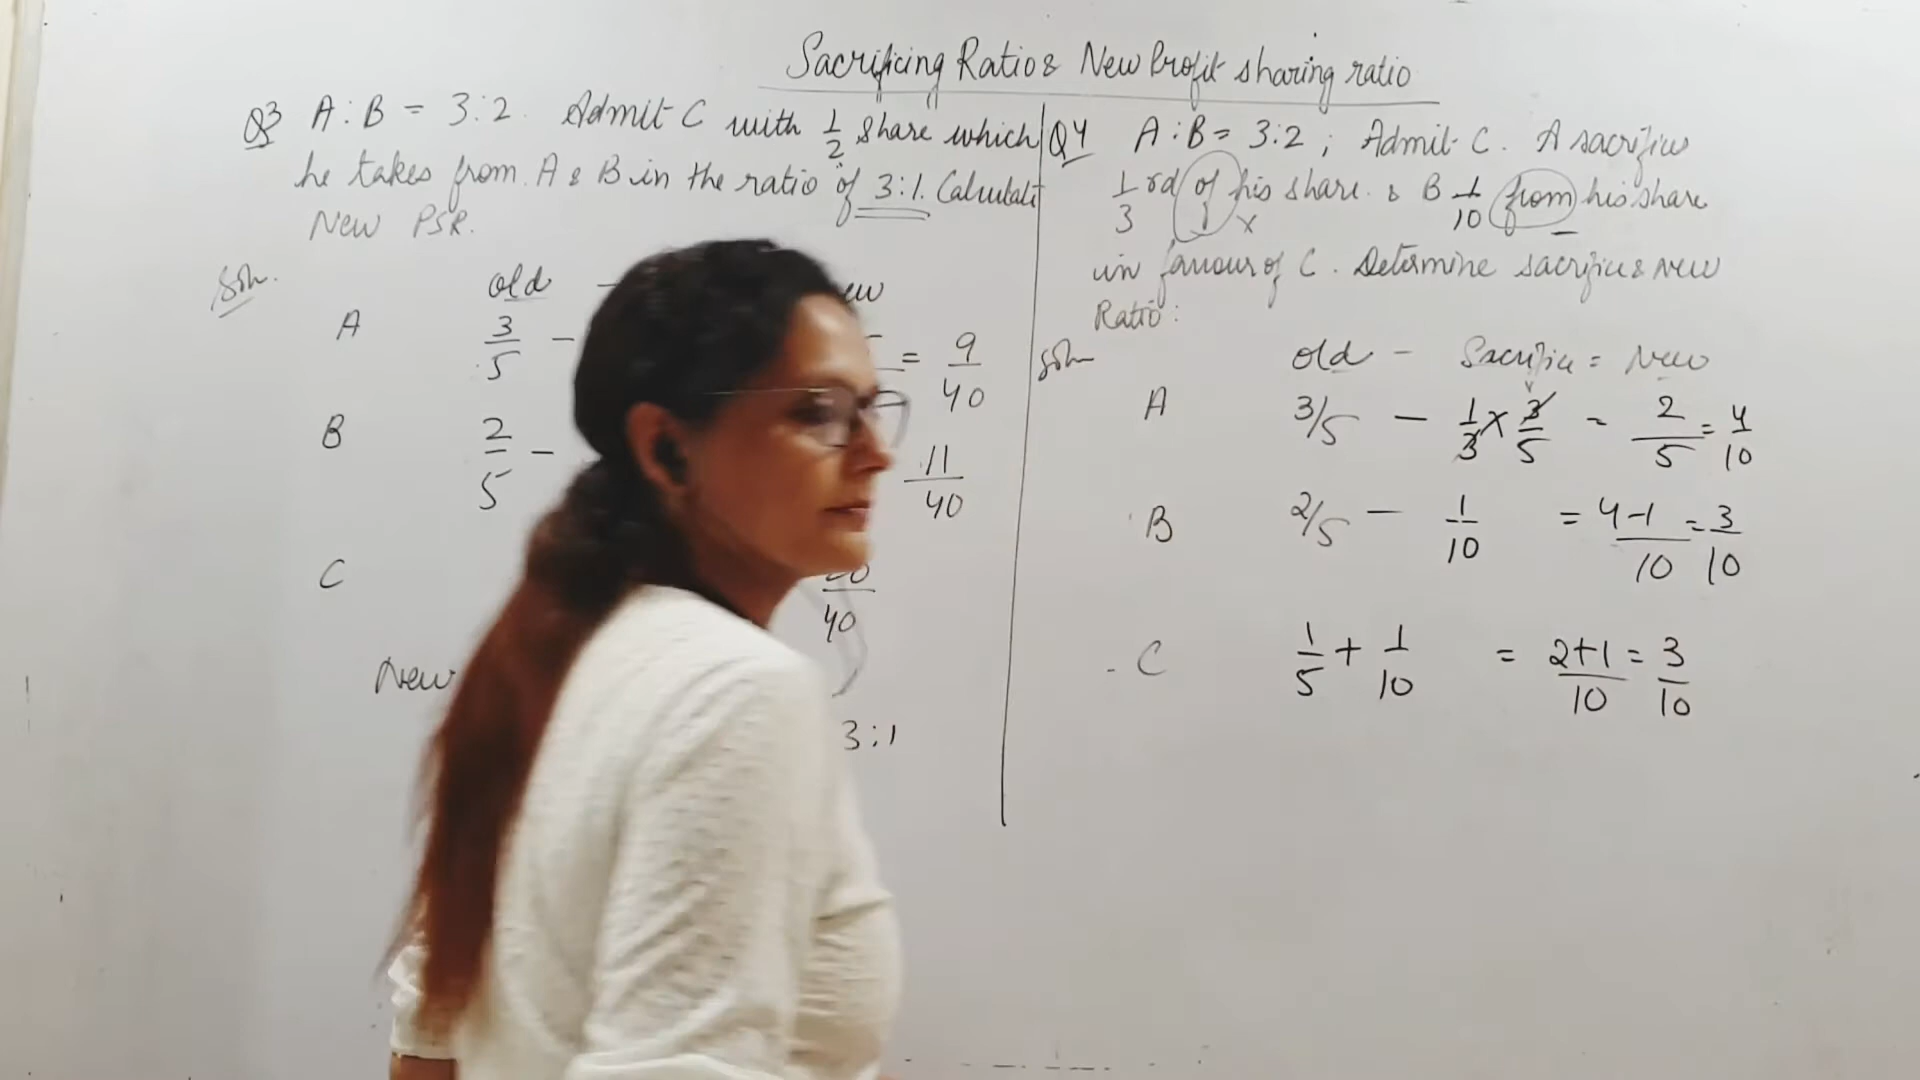 Sacrificing Ratio & New Profit sharing ratio
Q3 A : B = 3:2. Admit C with 1/2 share which
he takes from A & B in the ratio of 3:1. Calculate
New PSR.
Soln.
old -
A 3/5 - = 9/40
B 2/5 - 11/40
C 20/40
New
3:1
Q4 A : B = 3:2 ; Admit C. A sacrifices
1/3 rd of his share & B 1/10 from his share
x
in favour of C. Determine sacrifice & New
Ratio :
Soln
old - Sacrifice = New
A 3/5 - 1/3 x 3/5 = 2/5 = 4/10
B 2/5 - 1/10 = 4-1/10 = 3/10
C 1/5 + 1/10 = 2+1/10 = 3/10